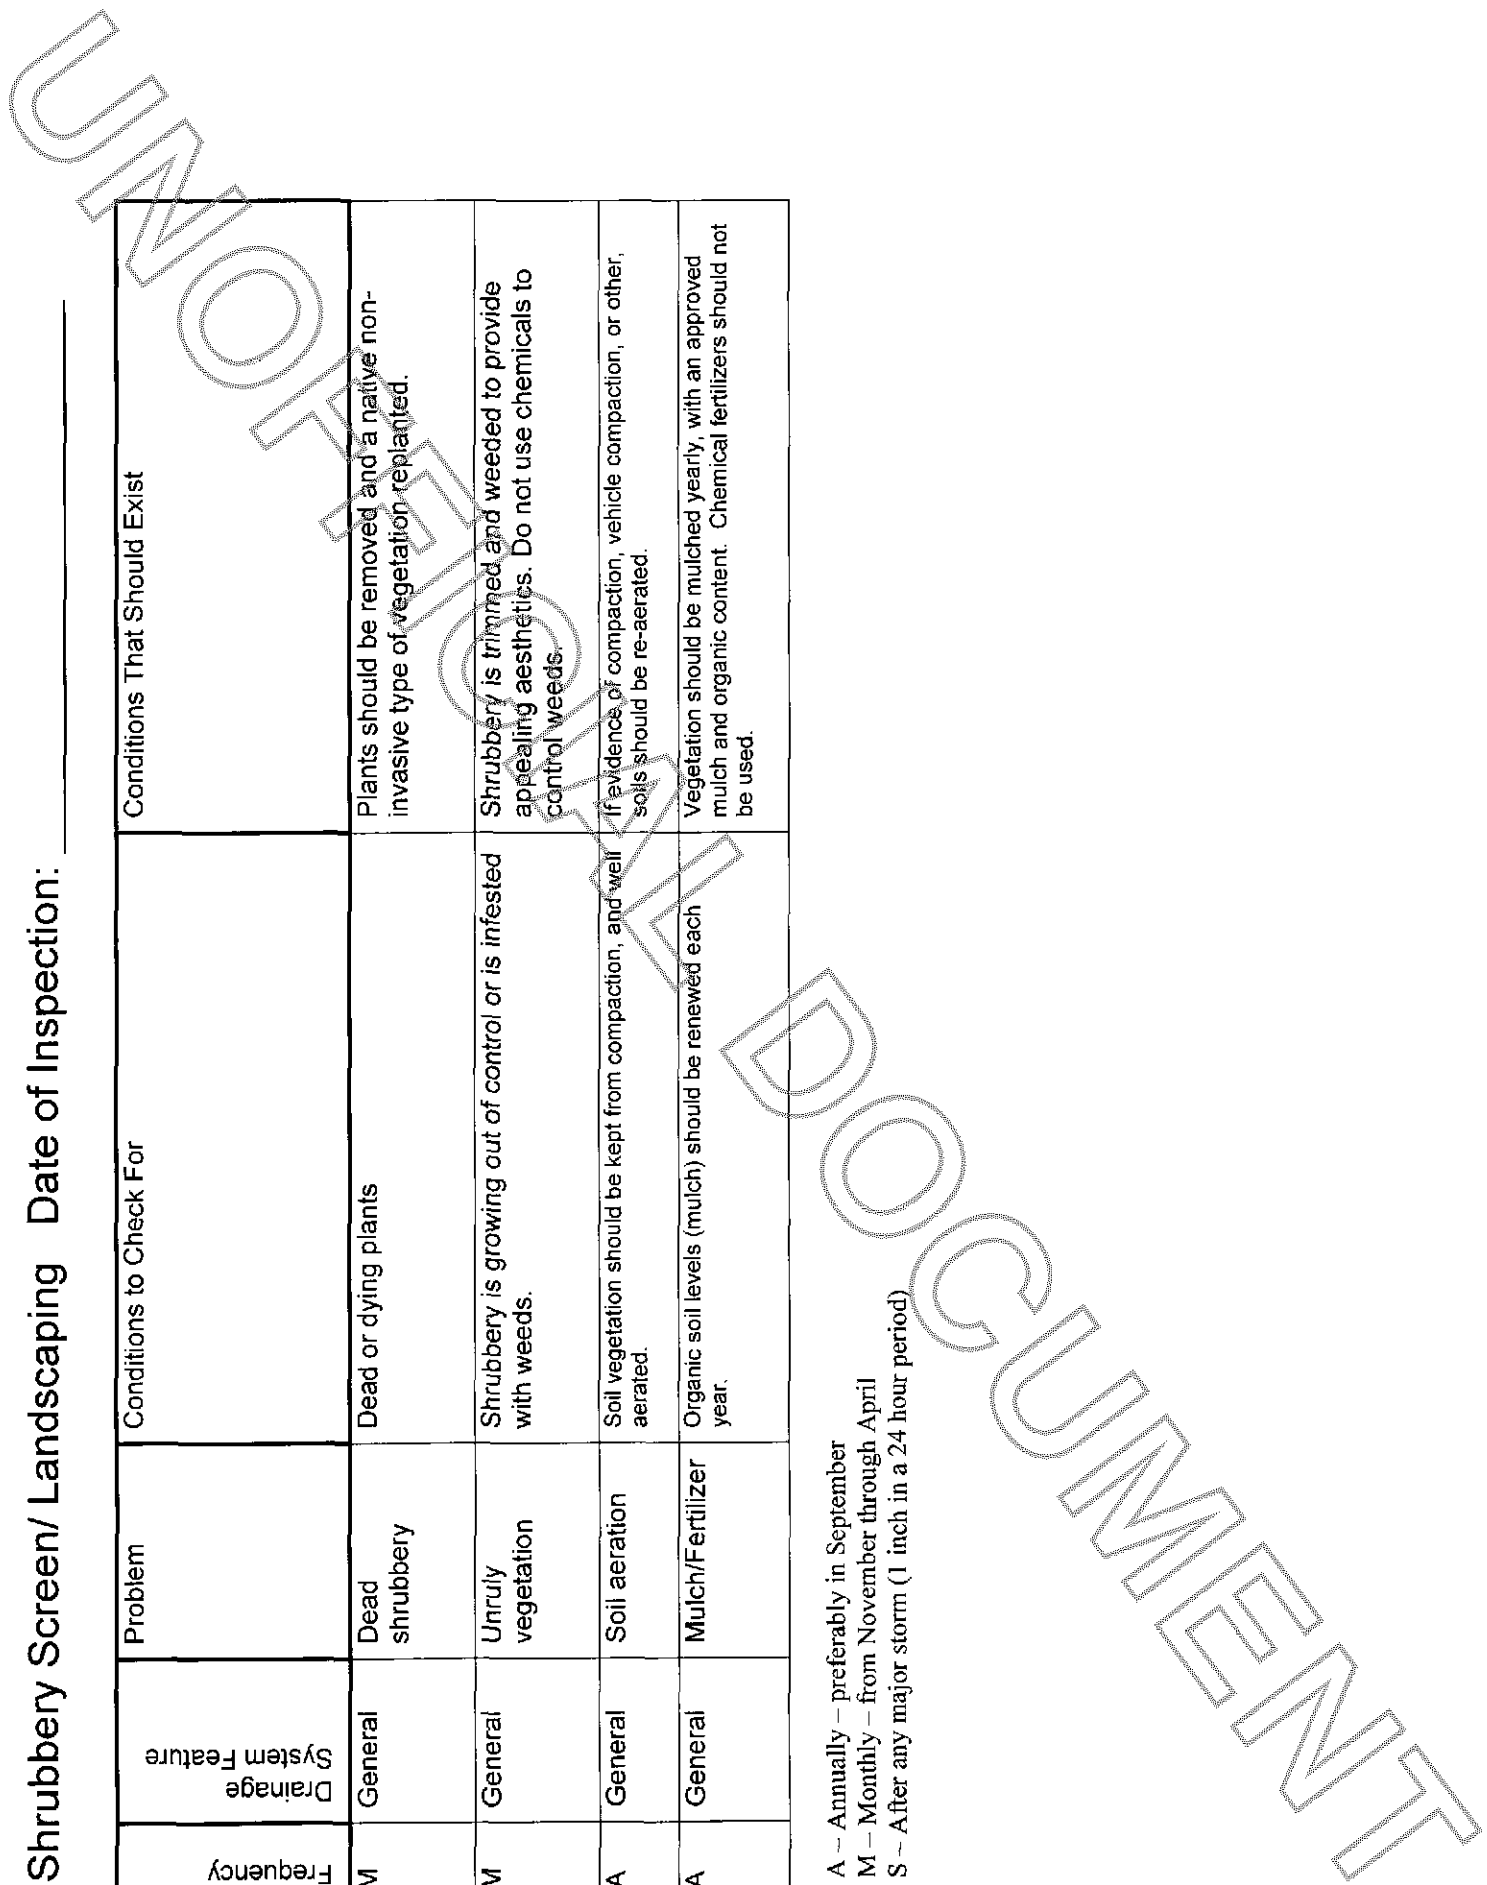 Shrubbery Screen/ Landscaping Date of Inspection:
Frequency
Drainage
System Feature
Problem
Conditions to Check For
Conditions That Should Exist
M
General
Dead
shrubbery
Dead or dying plants
Plants should be removed and a native non-
invasive type of vegetation replanted.
M
General
Unruly
vegetation
Shrubbery is growing out of control or is infested
with weeds.
Shrubbery is trimmed and weeded to provide
appealing aesthetics. Do not use chemicals to
control weeds.
A
General
Soil aeration
Soil vegetation should be kept from compaction, and well
aerated.
If evidence of compaction, vehicle compaction, or other,
soils should be re-aerated.
A
General
Mulch/Fertilizer
Organic soil levels (mulch) should be renewed each
year.
Vegetation should be mulched yearly, with an approved
mulch and organic content. Chemical fertilizers should not
be used.
A – Annually – preferably in September
M – Monthly – from November through April
S – After any major storm (1 inch in a 24 hour period)
UNOFFICIAL DOCUMENT